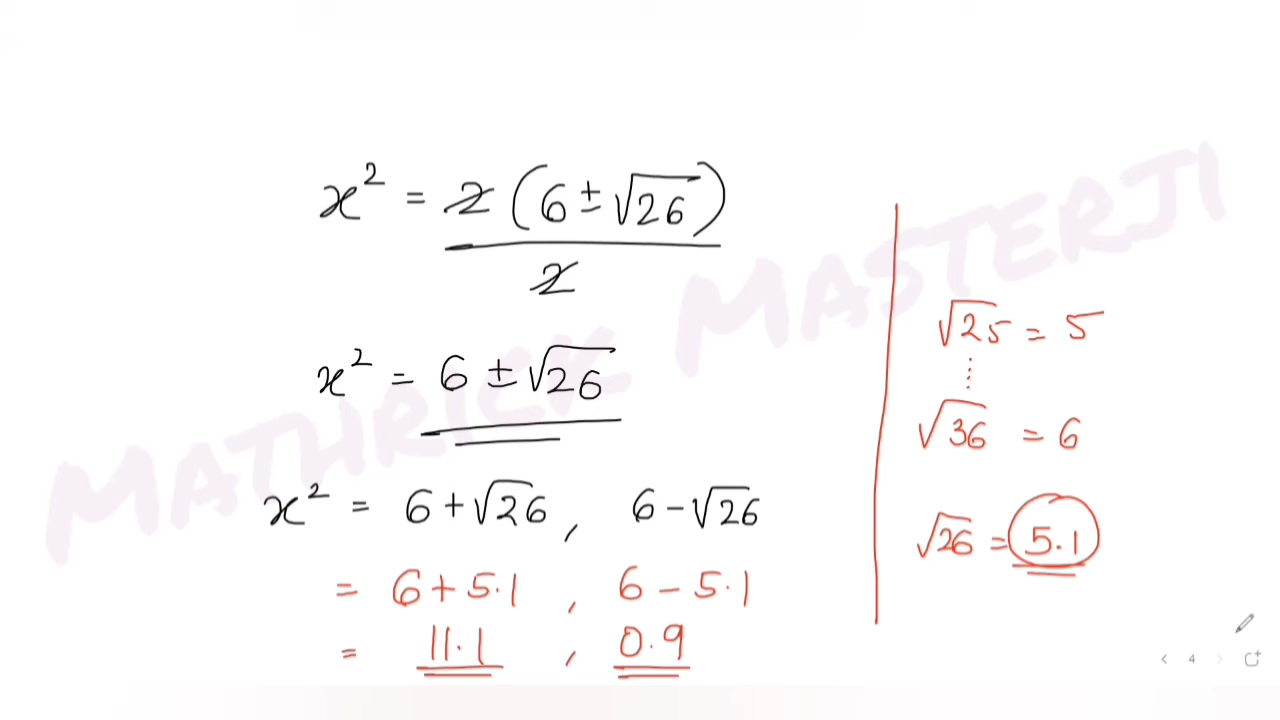 x² = 2(6 ± √26)
2
x² = 6 ± √26
x² = 6 + √26 , 6 − √26
= 6 + 5.1 , 6 − 5.1
= 11.1 , 0.9
√25 = 5
⋮
√36 = 6
√26 = 5.1
MATHRICK MASTERJI
< 4 >